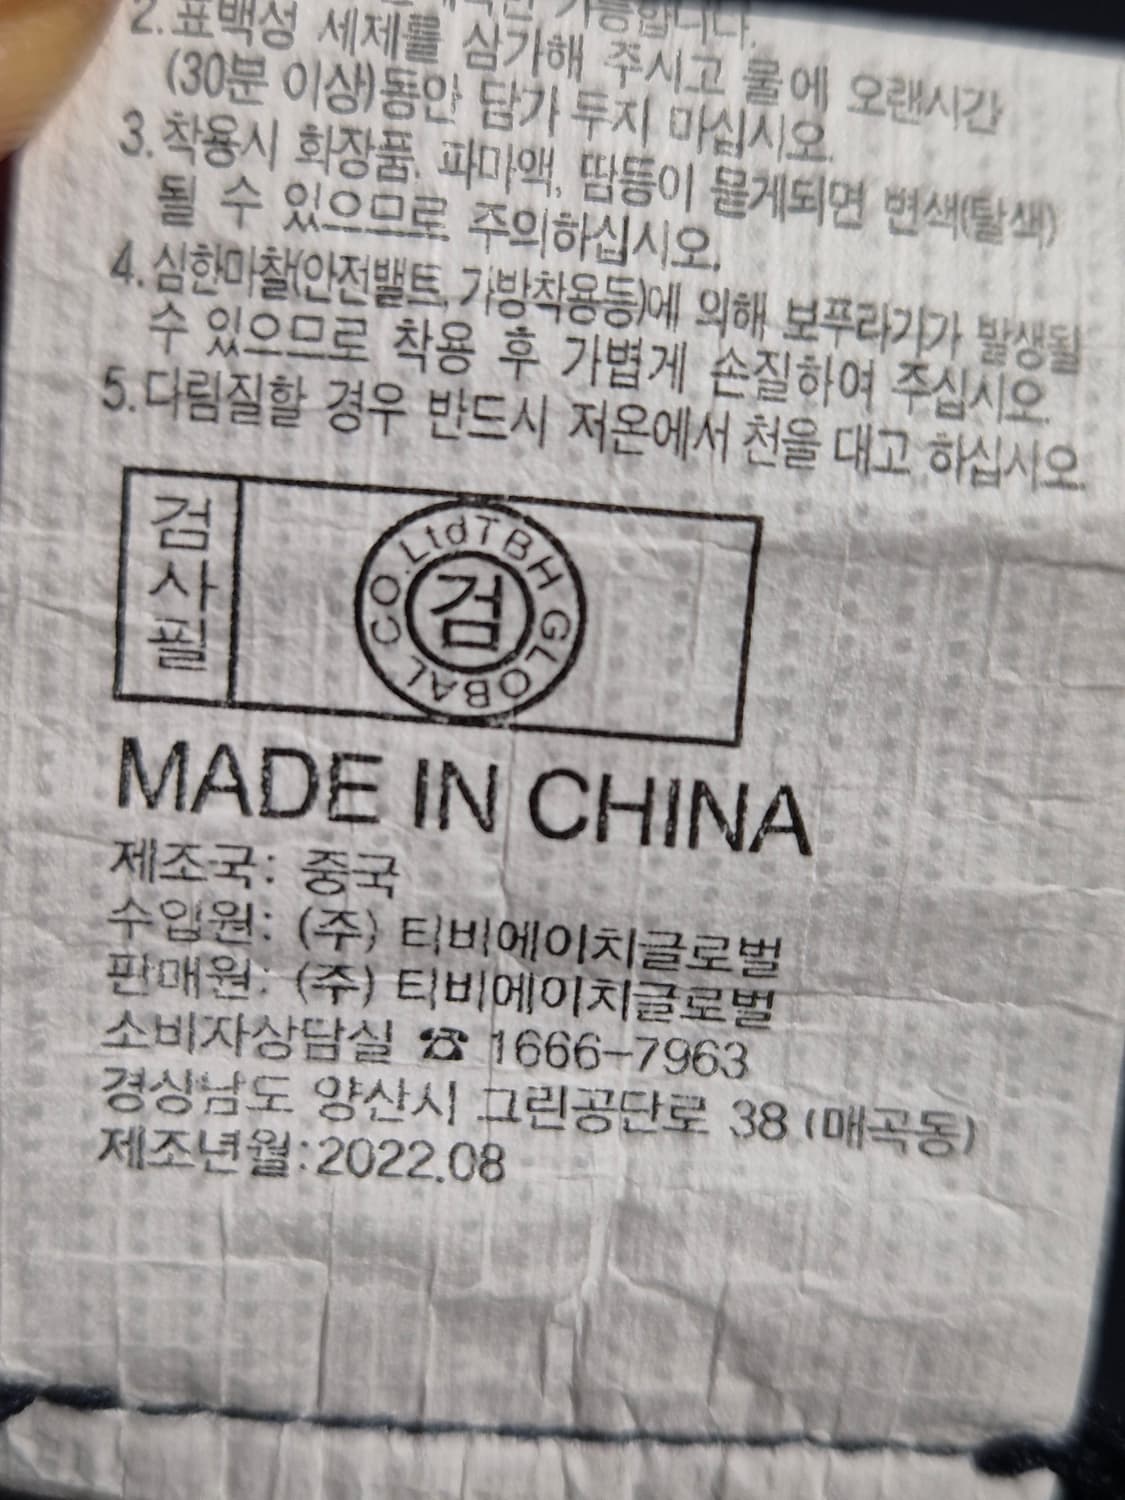 가능합니다.
2. 표백성 세제를 삼가해 주시고 물에 오랜시간
(30분 이상)동안 담가 두지 마십시오.
3. 착용시 화장품, 파마액, 땀등이 묻게되면 변색(탈색)
될 수 있으므로 주의하십시오.
4. 심한마찰(안전밸트, 가방착용등)에 의해 보푸라기가 발생될
수 있으므로 착용 후 가볍게 손질하여 주십시오.
5. 다림질할 경우 반드시 저온에서 천을 대고 하십시오.
검사필
TBH GLOBAL CO.Ltd
검
MADE IN CHINA
제조국: 중국
수입원: (주) 티비에이치글로벌
판매원: (주) 티비에이치글로벌
소비자상담실 ☎ 1666-7963
경상남도 양산시 그린공단로 38 (매곡동)
제조년월:2022.08